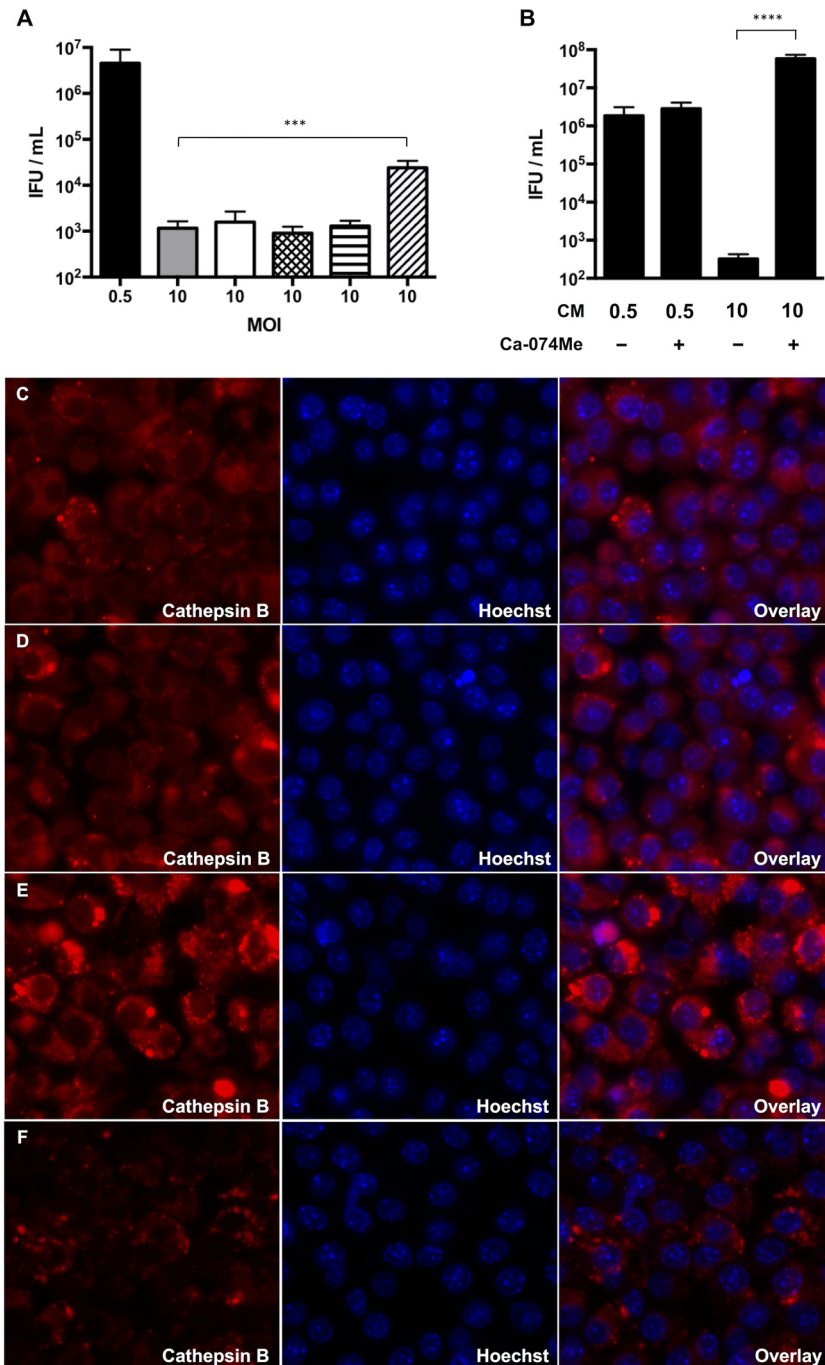 A
IFU / mL
10⁷
10⁶
10⁵
10⁴
10³
10²
***
0.5 10 10 10 10 10
MOI
B
IFU / mL
10⁸
10⁷
10⁶
10⁵
10⁴
10³
10²
****
CM 0.5 0.5 10 10
Ca-074Me – + – +
C
Cathepsin B Hoechst Overlay
D
Cathepsin B Hoechst Overlay
E
Cathepsin B Hoechst Overlay
F
Cathepsin B Hoechst Overlay